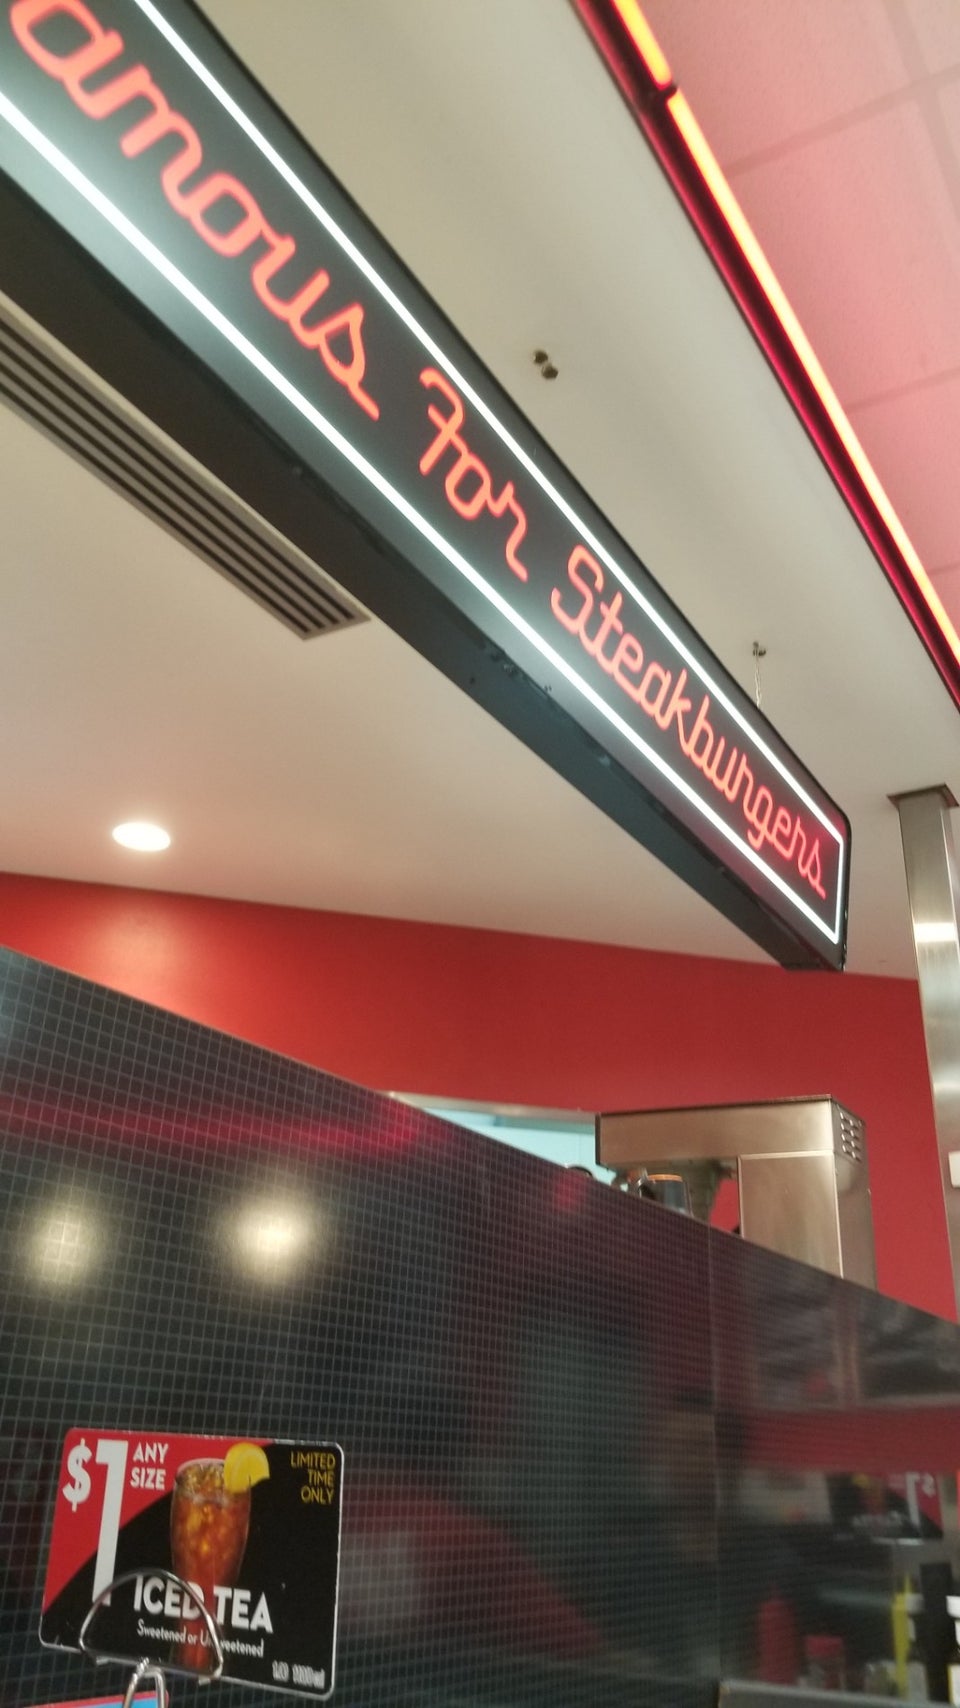 amous For Steakburgers
$1 ANY
SIZE
LIMITED
TIME
ONLY
ICED TEA
Sweetened or Unsweetened